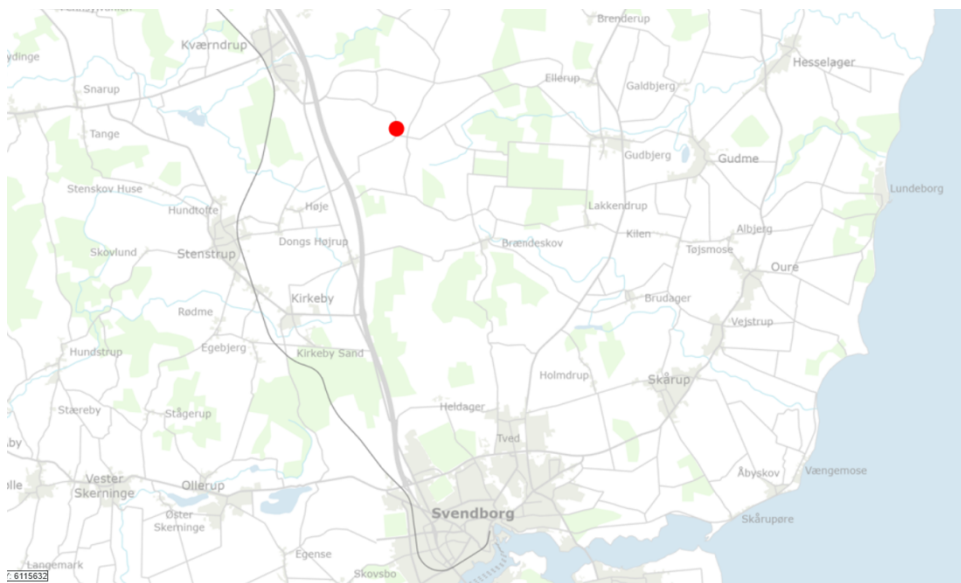 Brenderup
Kværndrup
Hesselager
Ellerup
Galdbjerg
Snarup
Tange
Gudbjerg
Gudme
Stenskov Huse
Lundeborg
Hundtofte
Høje
Lakkendrup
Albjerg
Kilen
Dongs Højrup
Brændeskov
Tøjsmose
Skovlund
Stenstrup
Oure
Kirkeby
Brudager
Rødme
Vejstrup
Egebjerg
Hundstrup
Kirkeby Sand
Holmdrup
Skårup
Stæreby
Stågerup
Heldager
Tved
Åbyskov
Vængemose
Vester
Skerninge
Ollerup
Svendborg
Øster
Skerninge
Skårupøre
Egense
Langemark
Skovsbo
6115632